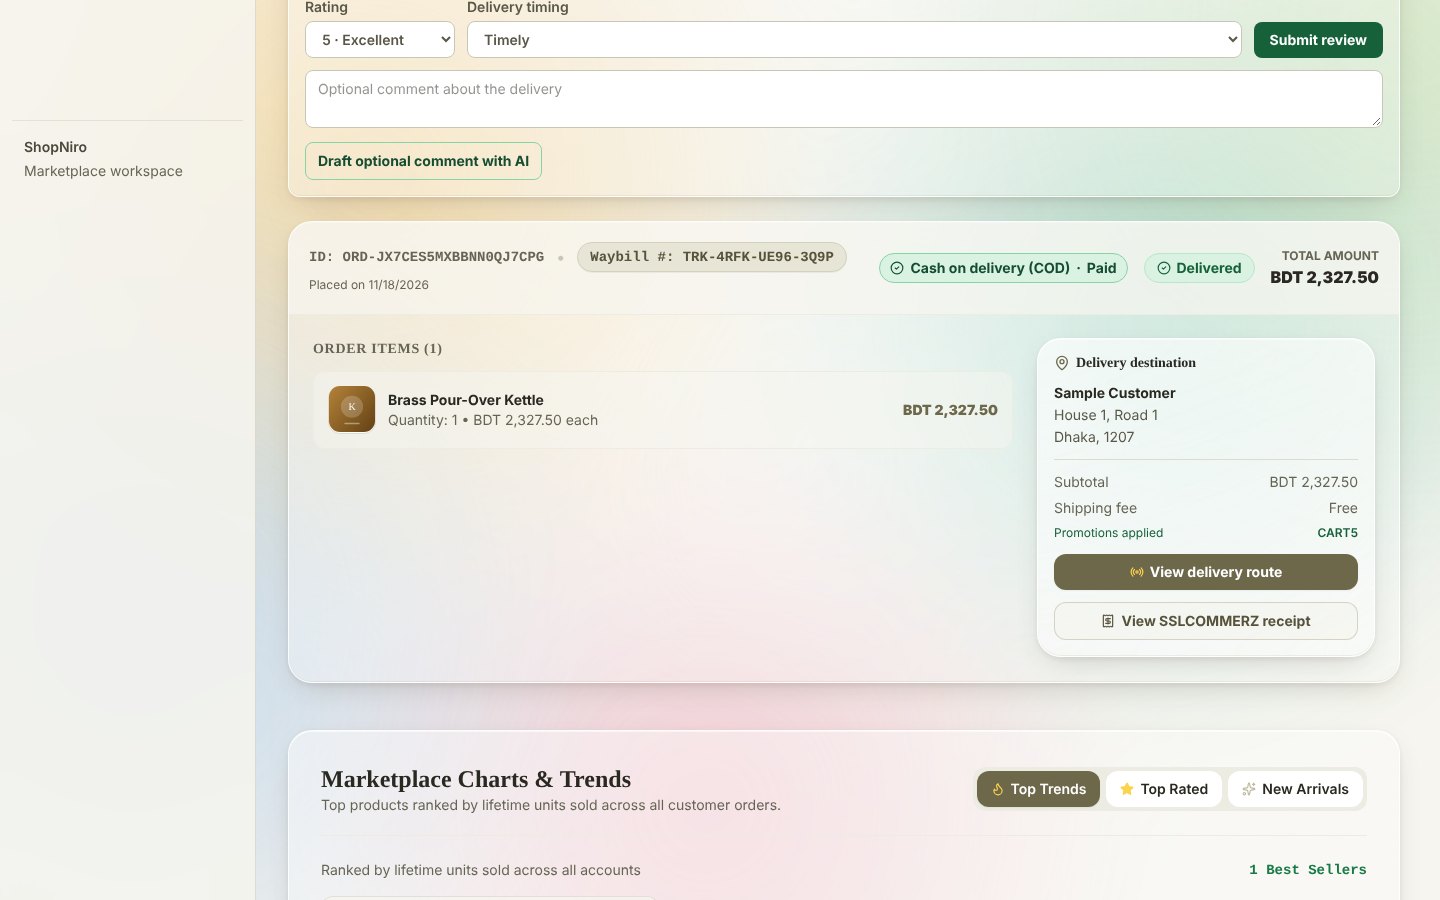 Rating
Delivery timing
5 · Excellent
Timely
Submit review
Optional comment about the delivery
Draft optional comment with AI
ShopNiro
Marketplace workspace
ID: ORD-JX7CES5MXBBNN0QJ7CPG
Waybill #: TRK-4RFK-UE96-3Q9P
Placed on 11/18/2026
Cash on delivery (COD) · Paid
Delivered
TOTAL AMOUNT
BDT 2,327.50
ORDER ITEMS (1)
K
Brass Pour-Over Kettle
Quantity: 1 • BDT 2,327.50 each
BDT 2,327.50
Delivery destination
Sample Customer
House 1, Road 1
Dhaka, 1207
Subtotal BDT 2,327.50
Shipping fee Free
Promotions applied CART5
View delivery route
View SSLCOMMERZ receipt
Marketplace Charts & Trends
Top products ranked by lifetime units sold across all customer orders.
Top Trends
Top Rated
New Arrivals
Ranked by lifetime units sold across all accounts
1 Best Sellers